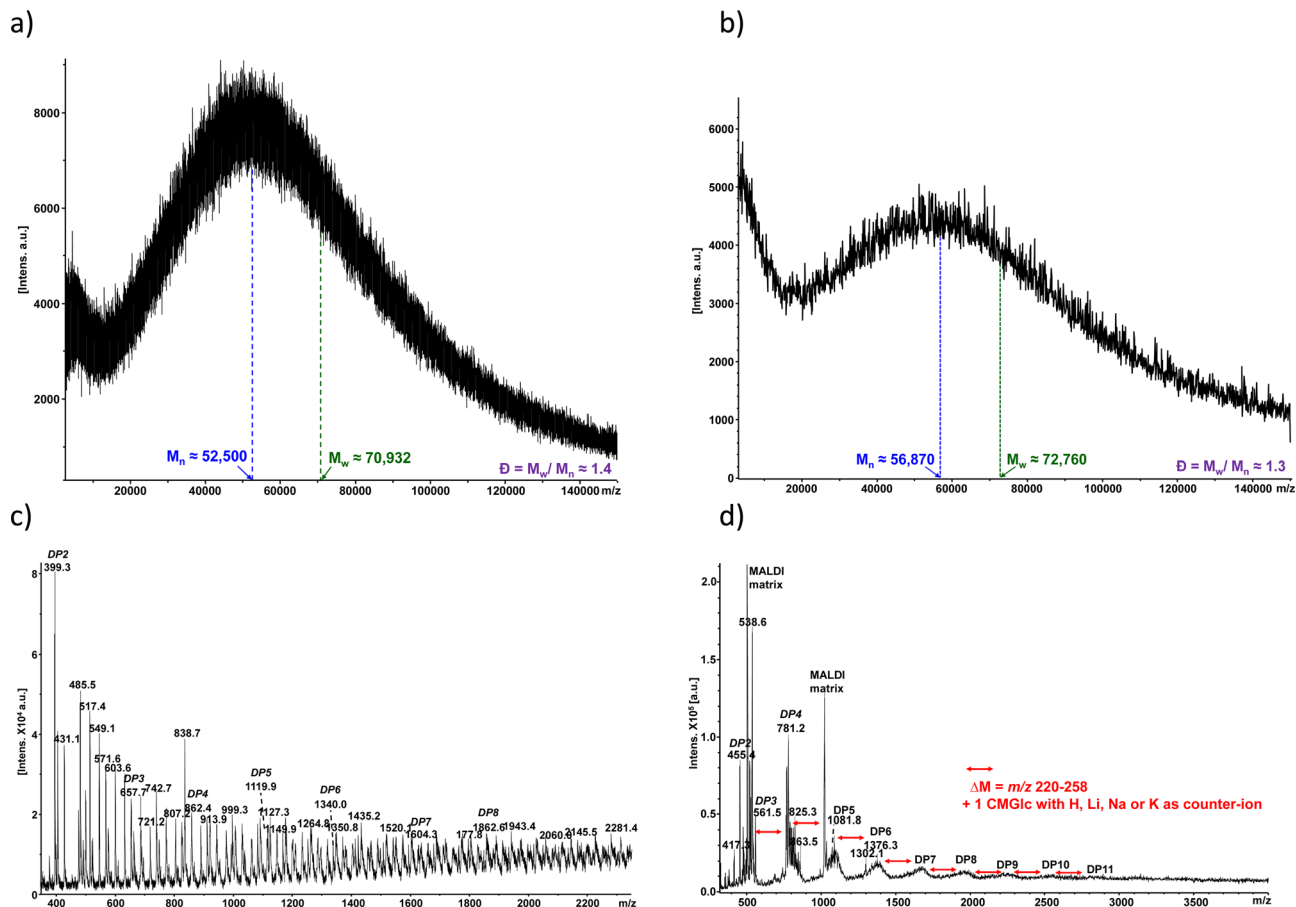 a)
b)
8000
6000
4000
2000
[Intens. a.u.]
Mn ≈ 52,500
Mw ≈ 70,932
Đ = Mw/ Mn ≈ 1.4
20000 40000 60000 80000 100000 120000 140000 m/z
6000
5000
4000
3000
2000
1000
0
[Intens. a.u.]
Mn ≈ 56,870
Mw ≈ 72,760
Đ = Mw/ Mn ≈ 1.3
20000 40000 60000 80000 100000 120000 140000 m/z
c)
d)
8
6
4
2
0
[Intens. X10⁴ a.u.]
DP2
399.3
485.5
517.4
431.1
549.1
571.6
603.6
DP3
657.7
721.2
742.7
807.2
838.7
DP4
862.4
913.9
999.3
DP5
1119.9
1127.3
1149.9
1264.8
DP6
1340.0
1350.8
1435.2
1520.1
DP7
1604.3
177.8
DP8
1862.6
1943.4
2060.0
2145.5
2281.4
400 600 800 1000 1200 1400 1600 1800 2000 2200 m/z
2.0
1.5
1.0
0.5
0.0
Intens. X10⁵ [a.u.]
MALDI
matrix
538.6
MALDI
matrix
DP2
455.4
417.3
DP3
561.5
DP4
781.2
825.3
863.5
DP5
1081.8
DP6
1376.3
1302.1
DP7
DP8
DP9
DP10
DP11
ΔM = m/z 220-258
+ 1 CMGlc with H, Li, Na or K as counter-ion
500 1000 1500 2000 2500 3000 3500 m/z